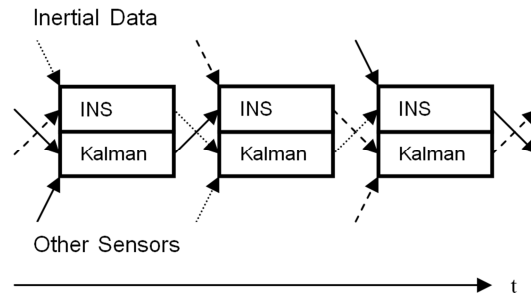 Inertial Data
INS
Kalman
INS
Kalman
INS
Kalman
Other Sensors
t